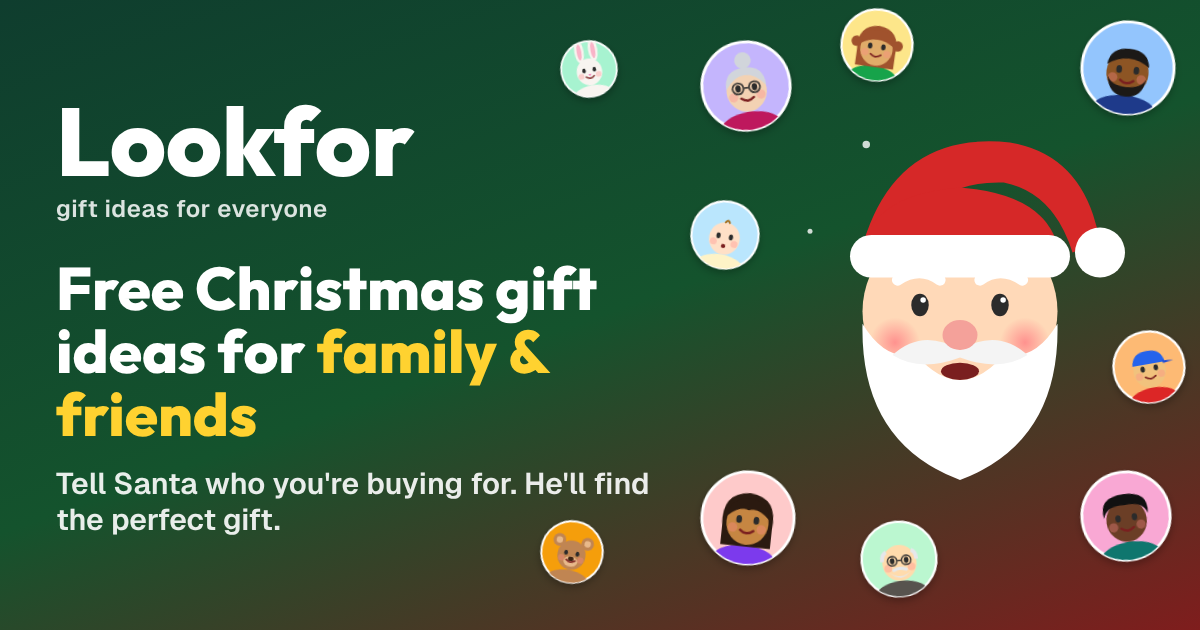 Lookfor
gift ideas for everyone
Free Christmas gift
ideas for family &
friends
Tell Santa who you're buying for. He'll find
the perfect gift.